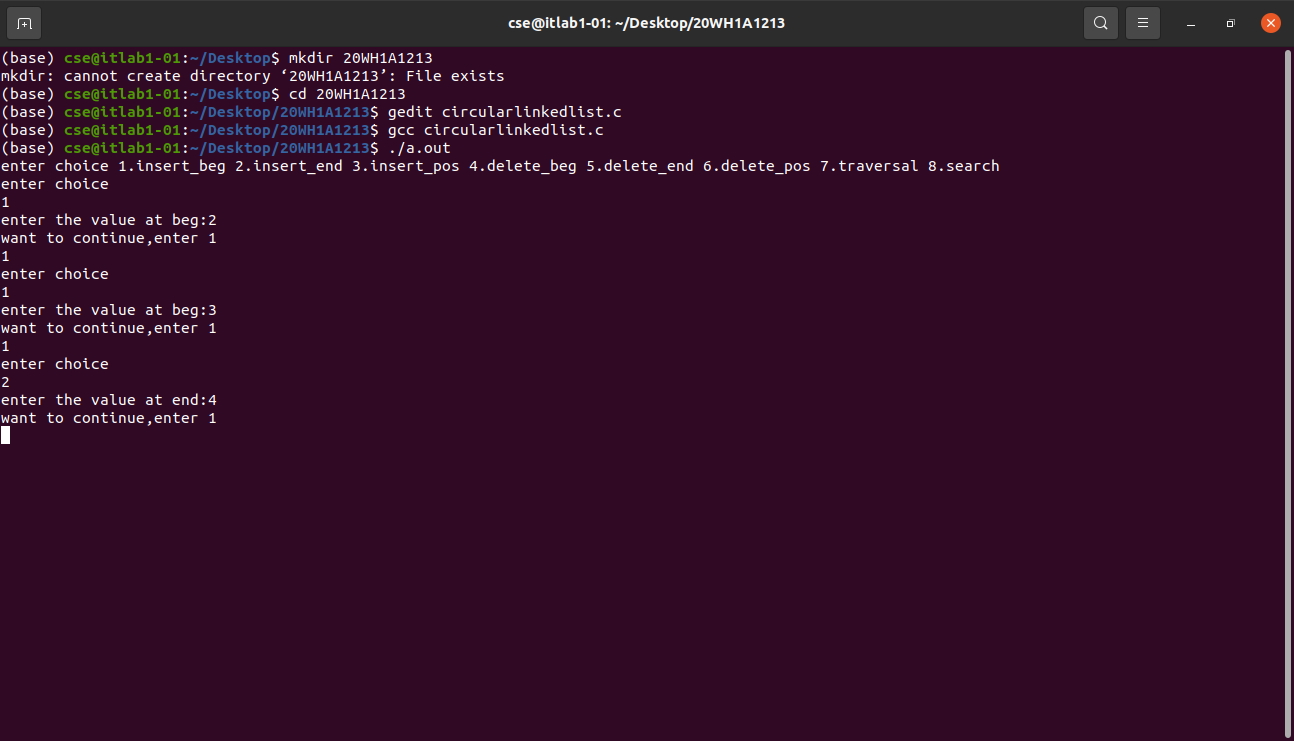 cse@itlab1-01: ~/Desktop/20WH1A1213
(base) cse@itlab1-01:~/Desktop$ mkdir 20WH1A1213
mkdir: cannot create directory ‘20WH1A1213’: File exists
(base) cse@itlab1-01:~/Desktop$ cd 20WH1A1213
(base) cse@itlab1-01:~/Desktop/20WH1A1213$ gedit circularlinkedlist.c
(base) cse@itlab1-01:~/Desktop/20WH1A1213$ gcc circularlinkedlist.c
(base) cse@itlab1-01:~/Desktop/20WH1A1213$ ./a.out
enter choice 1.insert_beg 2.insert_end 3.insert_pos 4.delete_beg 5.delete_end 6.delete_pos 7.traversal 8.search
enter choice
1
enter the value at beg:2
want to continue,enter 1
1
enter choice
1
enter the value at beg:3
want to continue,enter 1
1
enter choice
2
enter the value at end:4
want to continue,enter 1